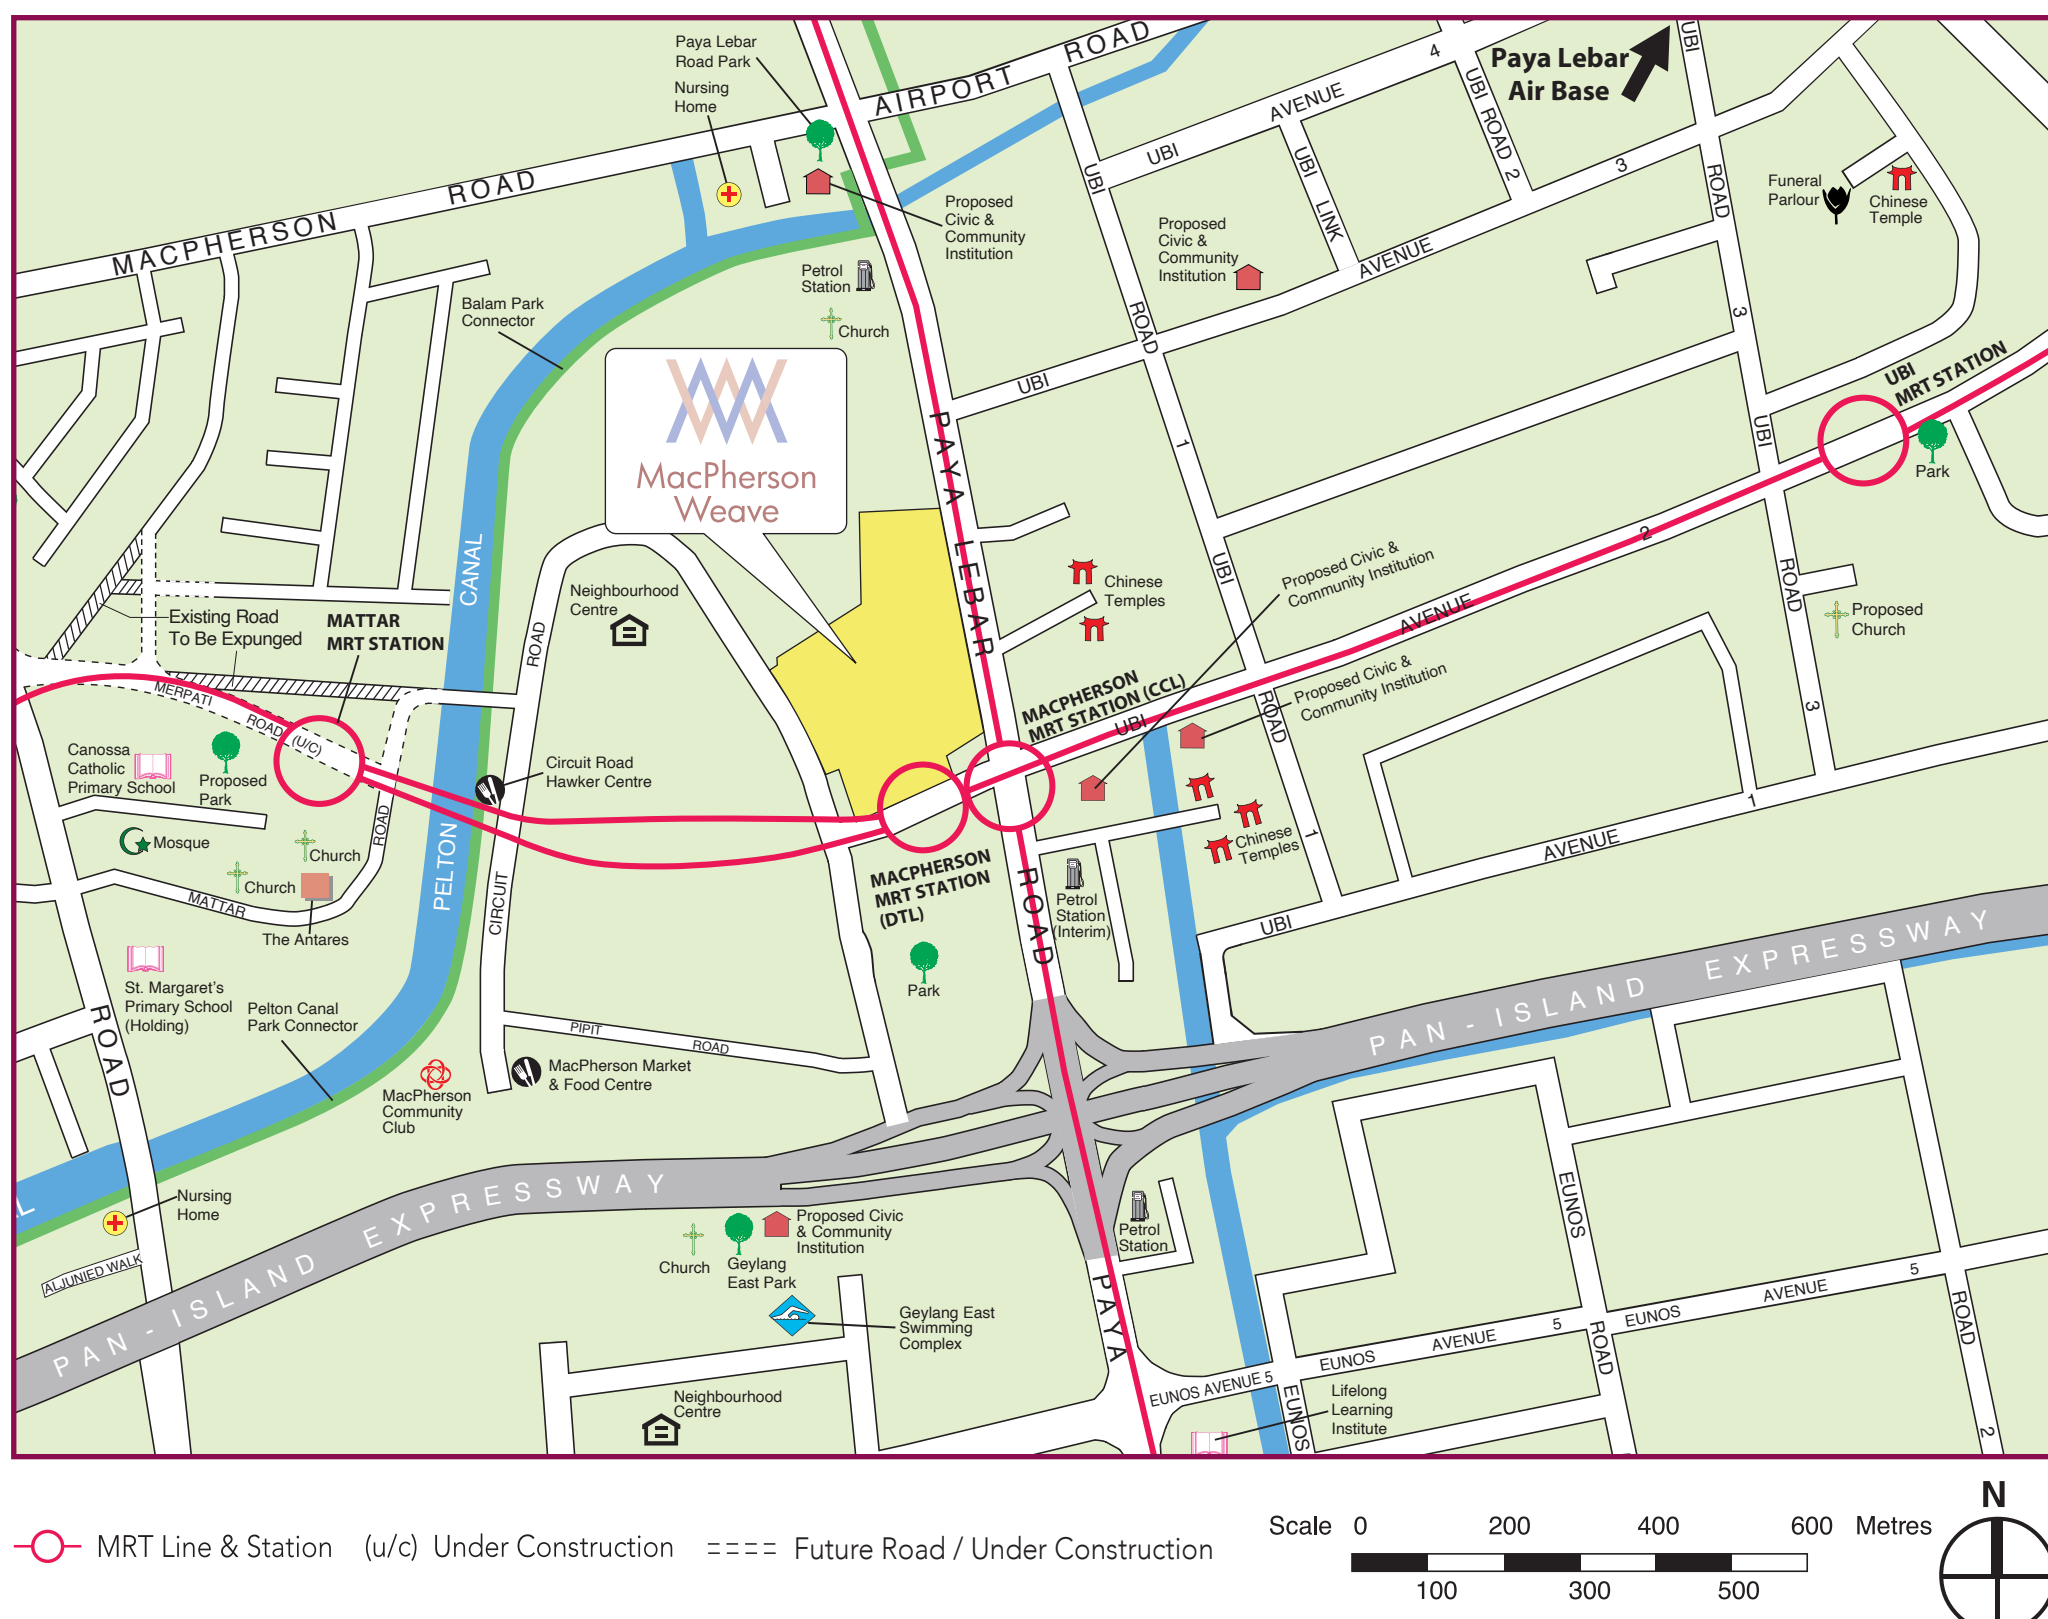 Paya Lebar
Road Park
Nursing
Home
AIRPORT ROAD
Paya Lebar
Air Base
UBI AVENUE 4
UBI ROAD 2
UBI ROAD 3
UBI LINK
UBI AVENUE 3
MACPHERSON ROAD
Proposed
Civic &
Community
Institution
Proposed
Civic &
Community
Institution
Funeral
Parlour
Chinese
Temple
Petrol
Station
Church
Balam Park
Connector
UBI ROAD 1
UBI
MacPherson
Weave
PAYA LEBAR ROAD
UBI
MRT STATION
Park
UBI ROAD 3
PELTON CANAL
Neighbourhood
Centre
Chinese
Temples
Proposed Civic &
Community Institution
UBI AVENUE 2
Proposed
Church
Existing Road
To Be Expunged
MATTAR
MRT STATION
CIRCUIT ROAD
MACPHERSON
MRT STATION (CCL)
Proposed Civic &
Community Institution
UBI ROAD 1
MERPATI ROAD (U/C)
Canossa
Catholic
Primary School
Proposed
Park
Circuit Road
Hawker Centre
Mosque
Church
Church
MATTAR ROAD
The Antares
MACPHERSON
MRT STATION
(DTL)
Petrol
Station
(Interim)
Chinese
Temples
UBI AVENUE 1
Park
St. Margaret's
Primary School
(Holding)
Pelton Canal
Park Connector
ROAD
PIPIT ROAD
MacPherson Market
& Food Centre
MacPherson
Community
Club
PAN - ISLAND EXPRESSWAY
PAN - ISLAND EXPRESSWAY
L
Nursing
Home
ALJUNIED WALK
Church
Geylang
East Park
Proposed Civic
& Community
Institution
Petrol
Station
Geylang East
Swimming
Complex
PAYA
EUNOS ROAD
EUNOS AVENUE 5
EUNOS AVENUE 5
EUNOS AVENUE 5
ROAD 2
EUNOS
Neighbourhood
Centre
Lifelong
Learning
Institute
MRT Line & Station
(u/c) Under Construction
Future Road / Under Construction
Scale 0 200 400 600 Metres
100 300 500
N